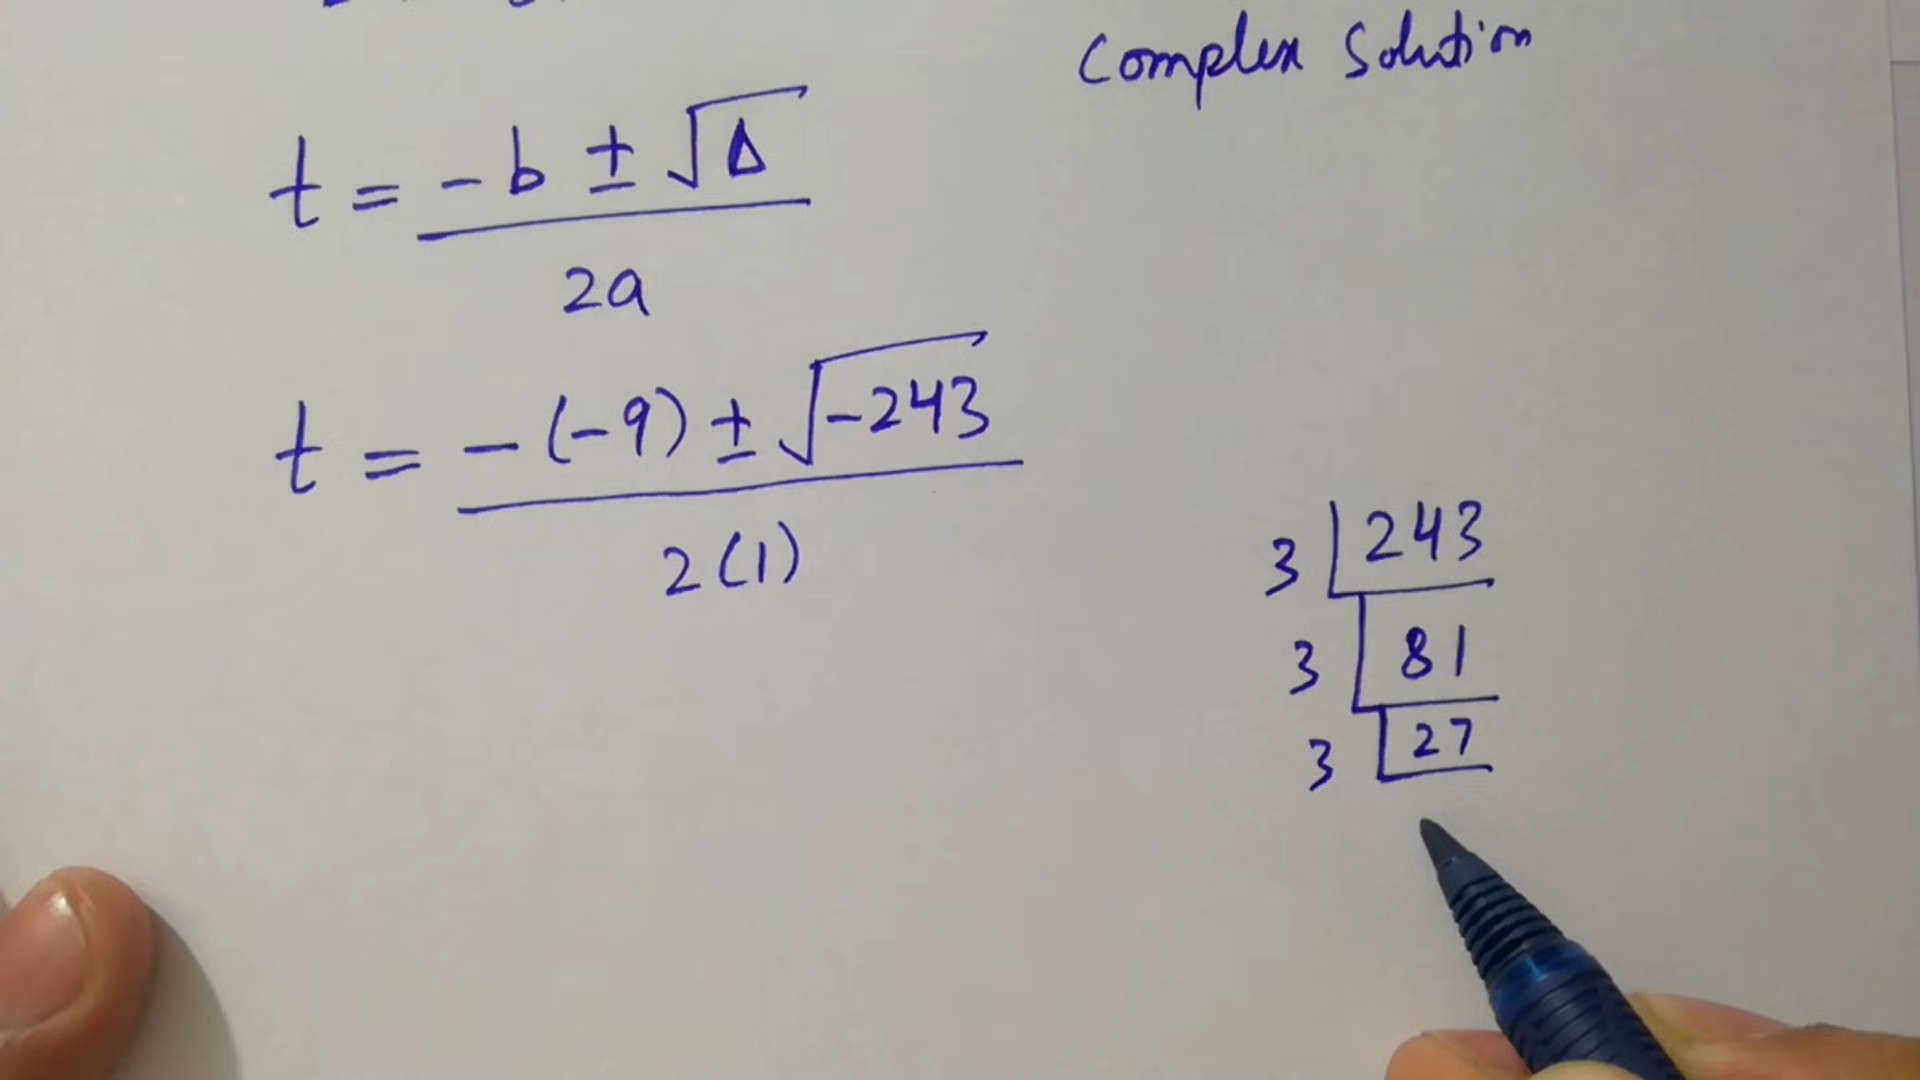 Complex Solution
t = -b ± √Δ / 2a
t = -(-9) ± √-243 / 2(1)
3 | 243
3 | 81
3 | 27